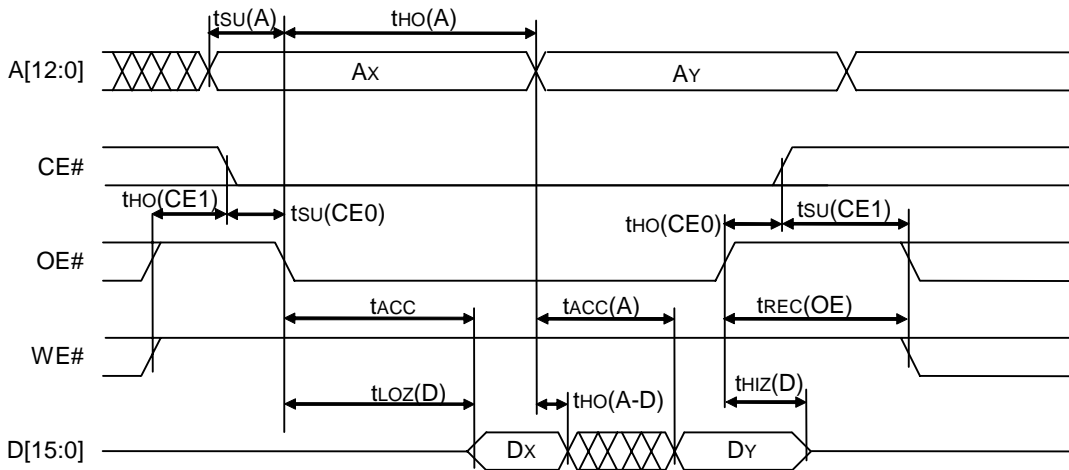 tSU(A) tHO(A)
A[12:0] AX AY
CE#
tHO(CE1) tSU(CE0) tHO(CE0) tSU(CE1)
OE#
tACC tACC(A) tREC(OE)
WE#
tLOZ(D) tHO(A-D) tHIZ(D)
D[15:0] DX DY